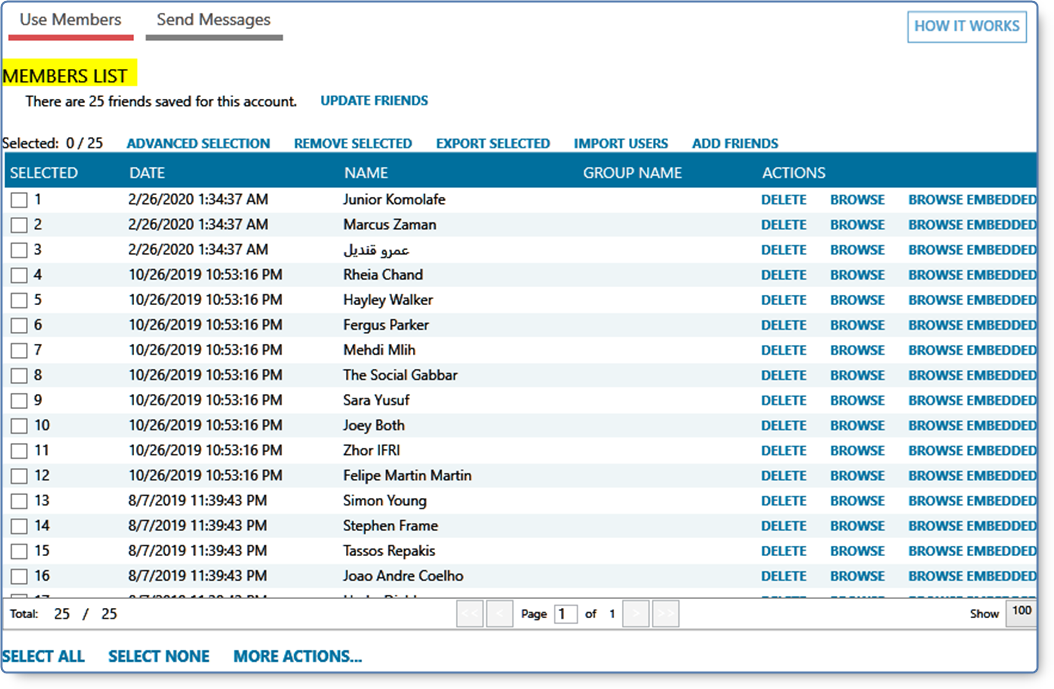 Use Members Send Messages HOW IT WORKS
MEMBERS LIST
There are 25 friends saved for this account. UPDATE FRIENDS
Selected: 0 / 25 ADVANCED SELECTION REMOVE SELECTED EXPORT SELECTED IMPORT USERS ADD FRIENDS
SELECTED DATE NAME GROUP NAME ACTIONS
1 2/26/2020 1:34:37 AM Junior Komolafe DELETE BROWSE BROWSE EMBEDDED
2 2/26/2020 1:34:37 AM Marcus Zaman DELETE BROWSE BROWSE EMBEDDED
3 2/26/2020 1:34:37 AM عمرو قنديل DELETE BROWSE BROWSE EMBEDDED
4 10/26/2019 10:53:16 PM Rheia Chand DELETE BROWSE BROWSE EMBEDDED
5 10/26/2019 10:53:16 PM Hayley Walker DELETE BROWSE BROWSE EMBEDDED
6 10/26/2019 10:53:16 PM Fergus Parker DELETE BROWSE BROWSE EMBEDDED
7 10/26/2019 10:53:16 PM Mehdi Mlih DELETE BROWSE BROWSE EMBEDDED
8 10/26/2019 10:53:16 PM The Social Gabbar DELETE BROWSE BROWSE EMBEDDED
9 10/26/2019 10:53:16 PM Sara Yusuf DELETE BROWSE BROWSE EMBEDDED
10 10/26/2019 10:53:16 PM Joey Both DELETE BROWSE BROWSE EMBEDDED
11 10/26/2019 10:53:16 PM Zhor IFRI DELETE BROWSE BROWSE EMBEDDED
12 10/26/2019 10:53:16 PM Felipe Martin Martin DELETE BROWSE BROWSE EMBEDDED
13 8/7/2019 11:39:43 PM Simon Young DELETE BROWSE BROWSE EMBEDDED
14 8/7/2019 11:39:43 PM Stephen Frame DELETE BROWSE BROWSE EMBEDDED
15 8/7/2019 11:39:43 PM Tassos Repakis DELETE BROWSE BROWSE EMBEDDED
16 8/7/2019 11:39:43 PM Joao Andre Coelho DELETE BROWSE BROWSE EMBEDDED
Total: 25 / 25 << < Page 1 of 1 > >> Show 100
SELECT ALL SELECT NONE MORE ACTIONS...